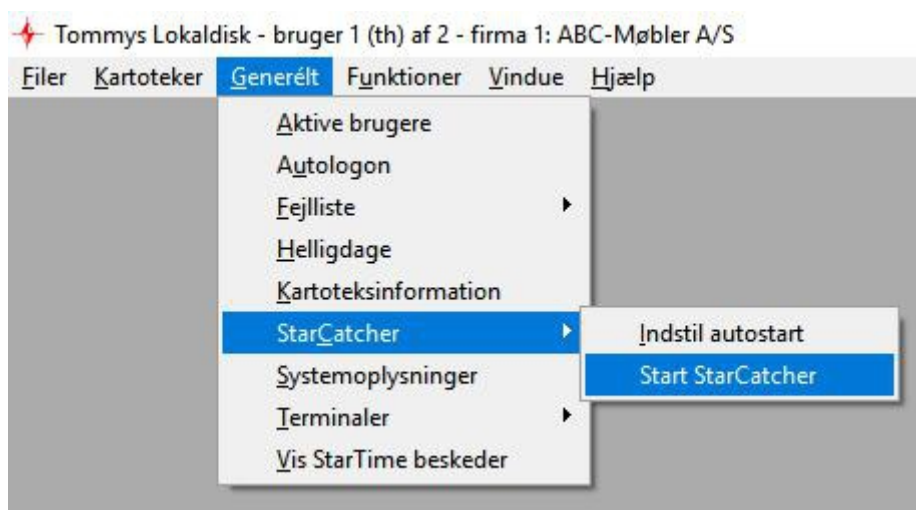 Tommys Lokaldisk - bruger 1 (th) af 2 - firma 1: ABC-Møbler A/S
Filer Kartoteker Generélt Funktioner Vindue Hjælp
Aktive brugere
Autologon
Fejlliste
Helligdage
Kartoteksinformation
StarCatcher
Indstil autostart
Start StarCatcher
Systemoplysninger
Terminaler
Vis StarTime beskeder